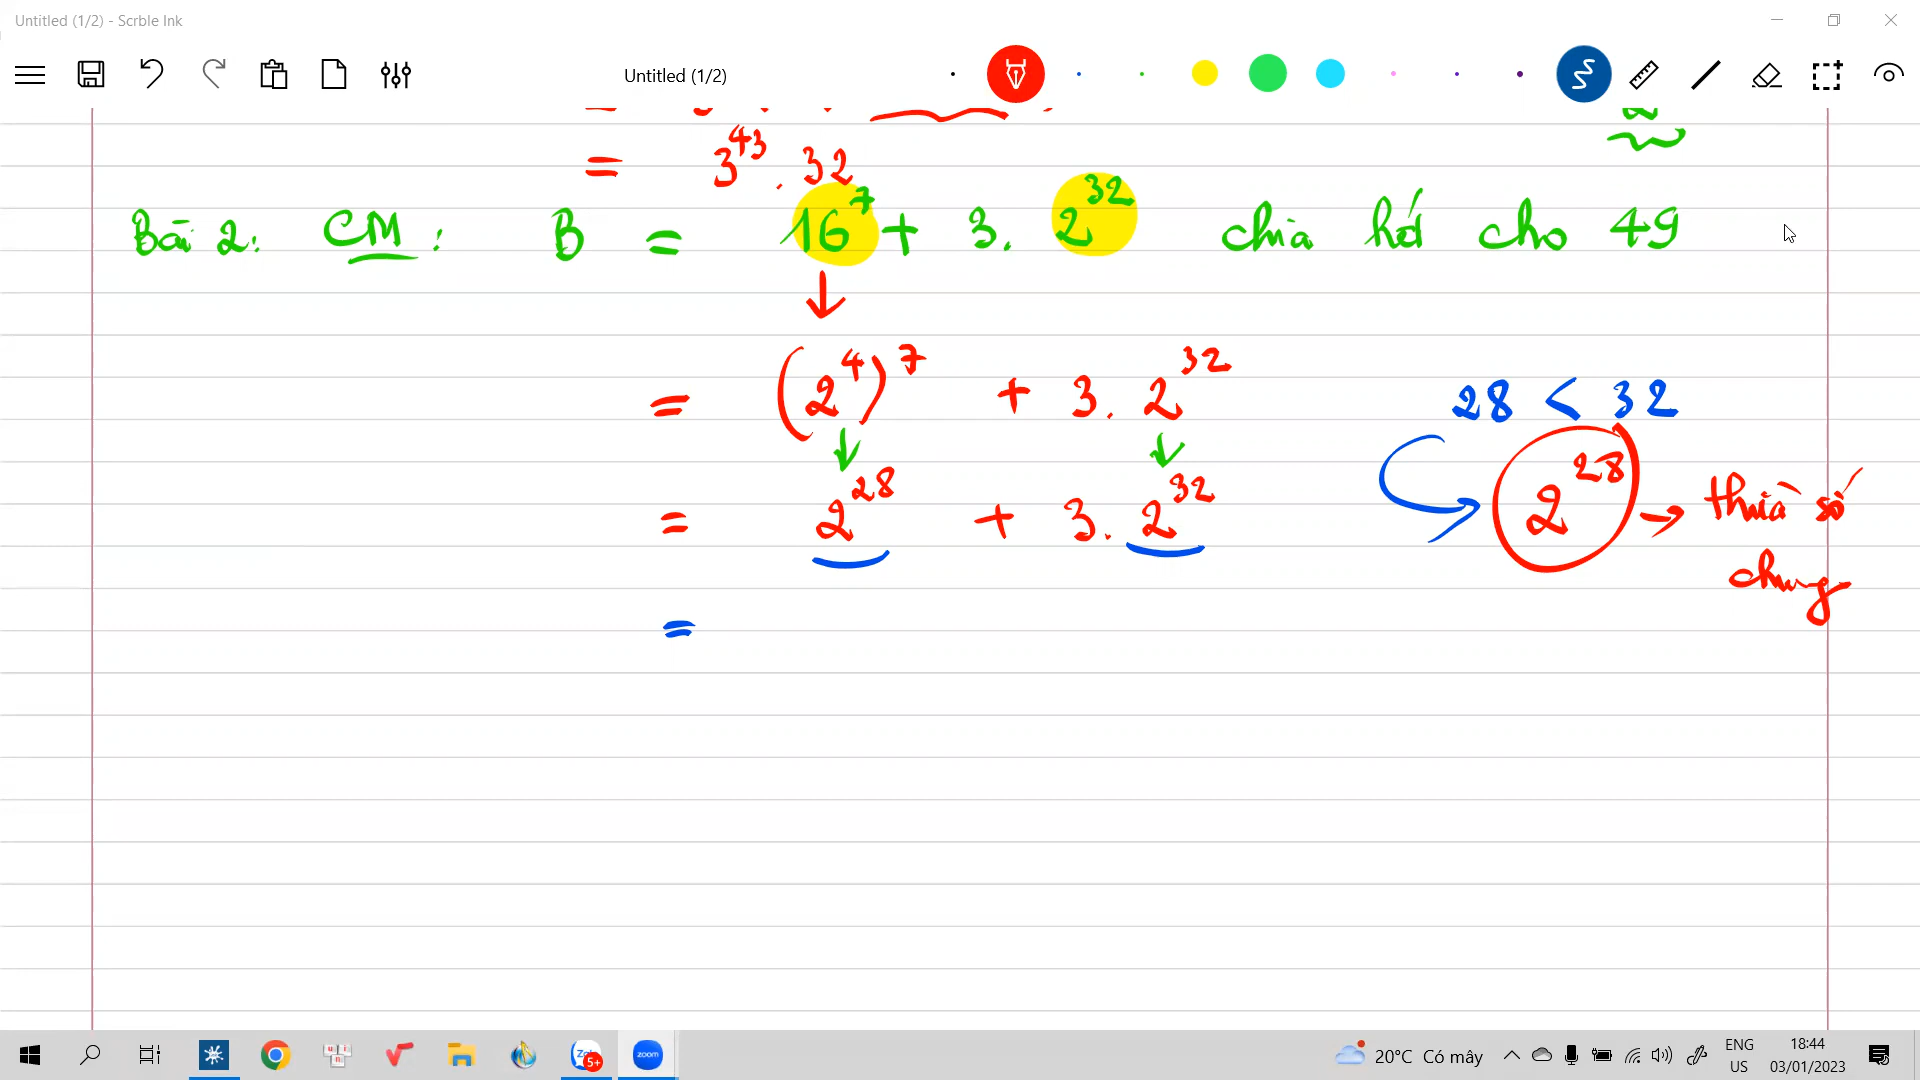 Untitled (1/2) - Scrble Ink
Untitled (1/2)
= 3^43 . 32
Bài 2: CM: B = 16^7 + 3. 2^32 chia hết cho 49
= (2^4)^7 + 3. 2^32
28 < 32
= 2^28 + 3. 2^32
2^28 → thừa số
chung
=
zoom
5+
20°C Có mây
ENG
US
18:44
03/01/2023